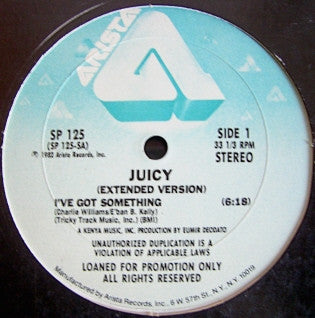 ARISTA
SP 125
(SP 125-SA)
℗ 1982 Arista Records, Inc.
SIDE 1
33 1/3 RPM
STEREO
JUICY
(EXTENDED VERSION)
I'VE GOT SOMETHING (6:18)
(Charlie Williams/E'ban B. Kelly)
(Tricky Track Music,) (BMI)
A KENYA MUSIC, INC. PRODUCTION BY EUMIR DEODATO
UNAUTHORIZED DUPLICATION IS A
VIOLATION OF APPLICABLE LAWS
LOANED FOR PROMOTION ONLY
ALL RIGHTS RESERVED
Manufactured by Arista Records, Inc., 6 W 57th St., N.Y., N.Y. 10019